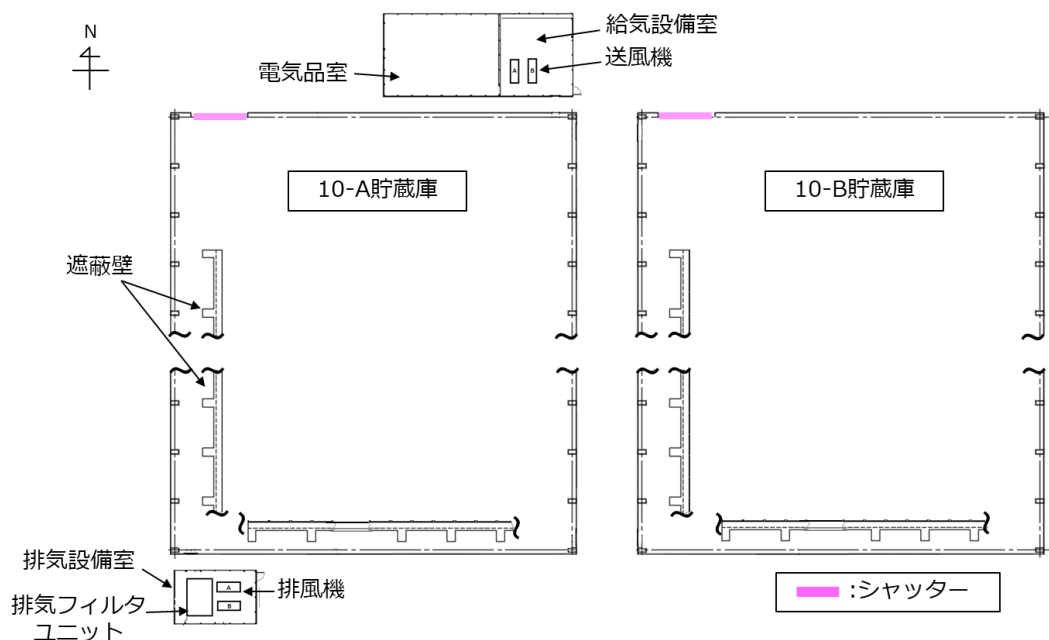 N
給気設備室
送風機
電気品室
A
B
10-A貯蔵庫
10-B貯蔵庫
遮蔽壁
排気設備室
排風機
A
B
排気フィルタ
ユニット
:シャッター